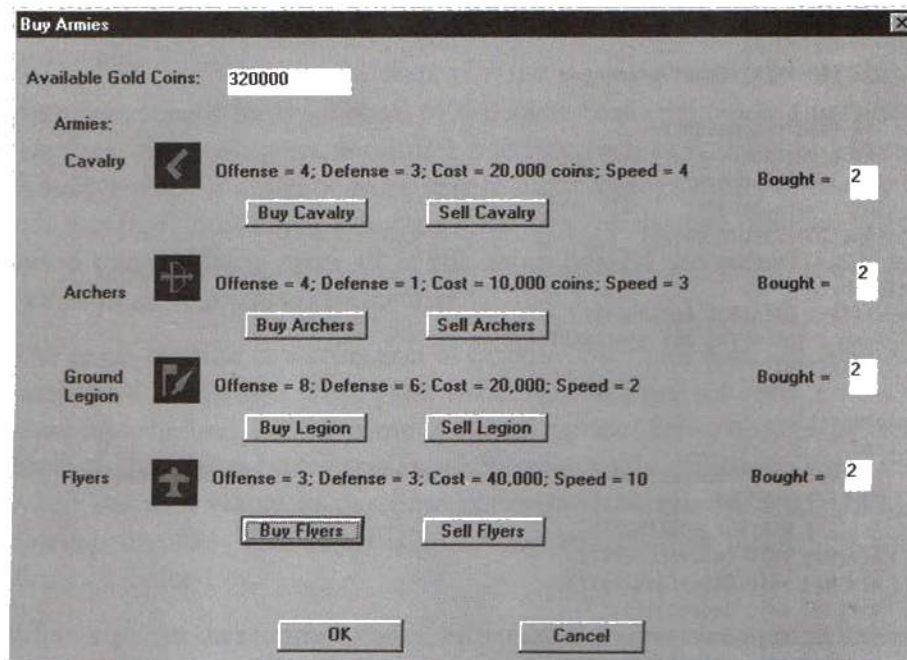 Buy Armies
Available Gold Coins: 320000
Armies:
Cavalry Offense = 4; Defense = 3; Cost = 20,000 coins; Speed = 4 Bought = 2
Buy Cavalry Sell Cavalry
Archers Offense = 4; Defense = 1; Cost = 10,000 coins; Speed = 3 Bought = 2
Buy Archers Sell Archers
Ground Legion Offense = 8; Defense = 6; Cost = 20,000; Speed = 2 Bought = 2
Buy Legion Sell Legion
Flyers Offense = 3; Defense = 3; Cost = 40,000; Speed = 10 Bought = 2
Buy Flyers Sell Flyers
OK Cancel